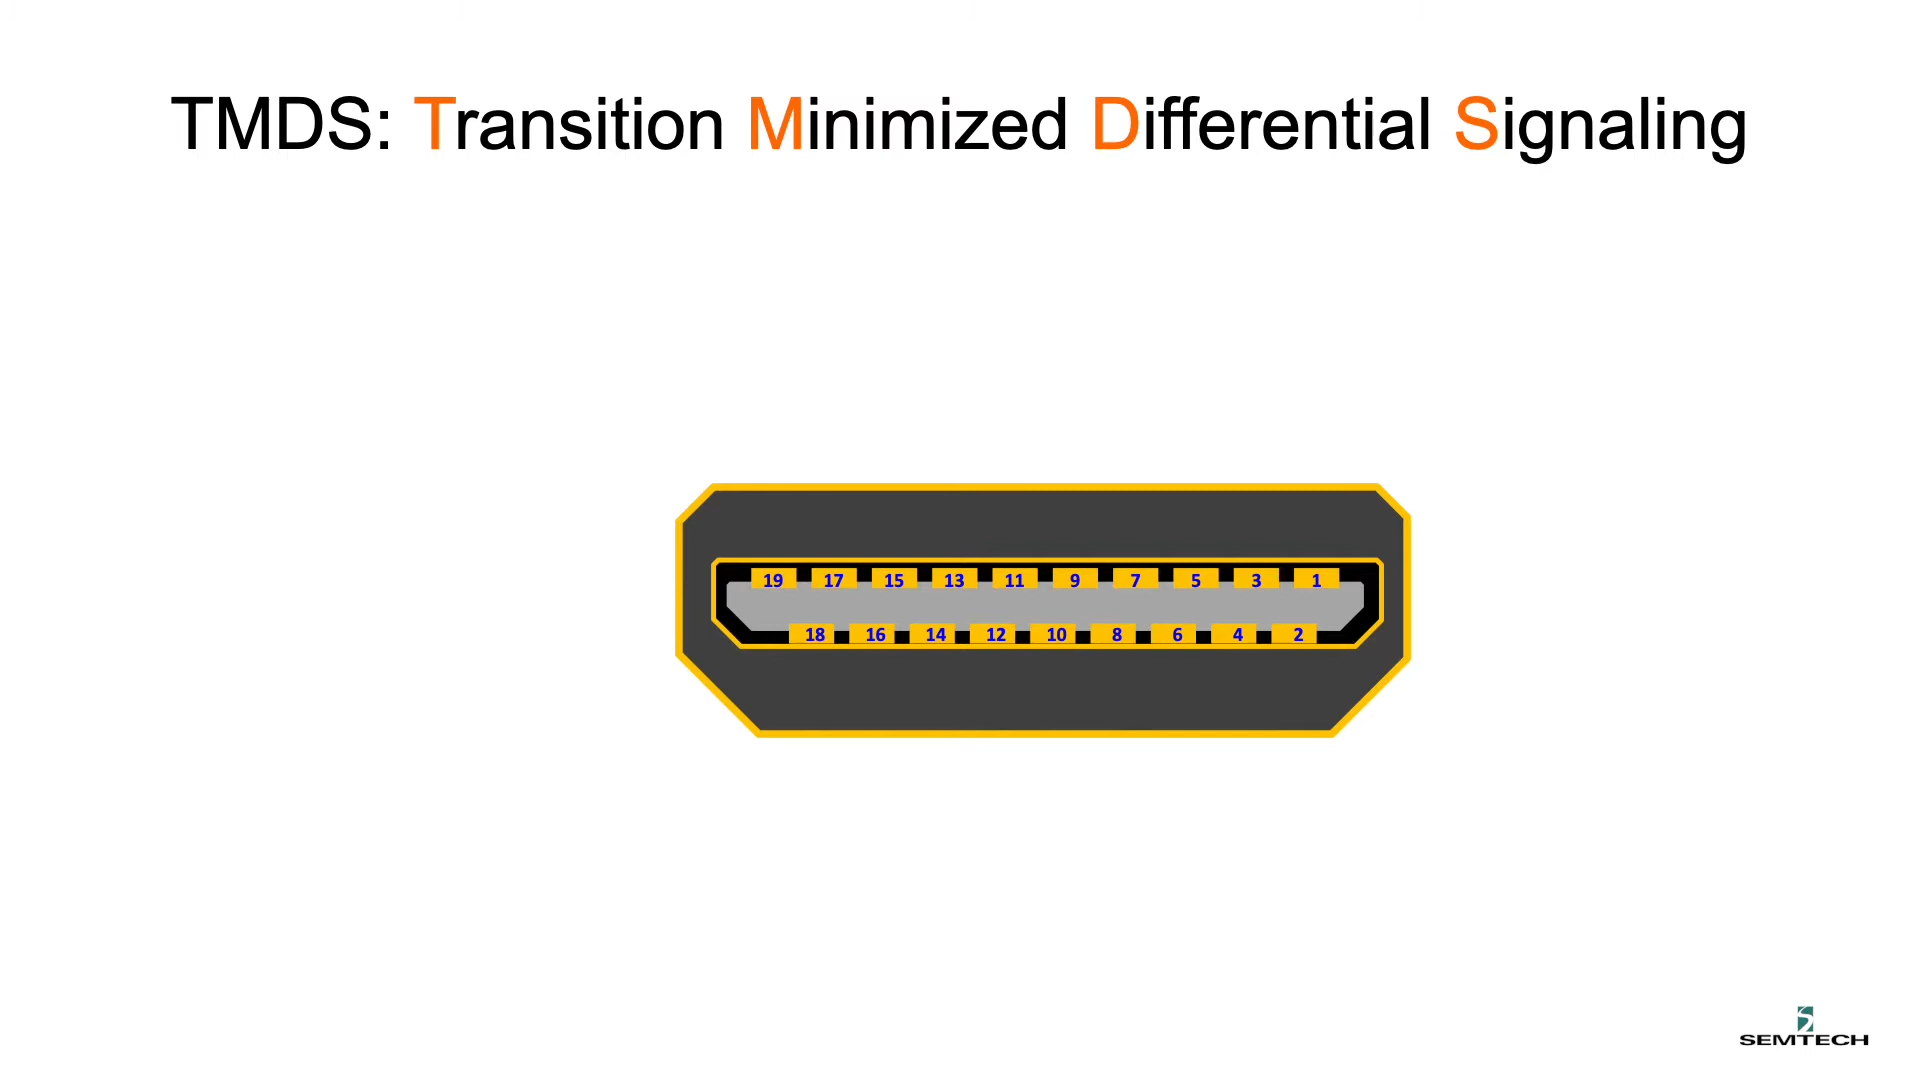 TMDS: Transition Minimized Differential Signaling
19 17 15 13 11 9 7 5 3 1
18 16 14 12 10 8 6 4 2
SEMTECH